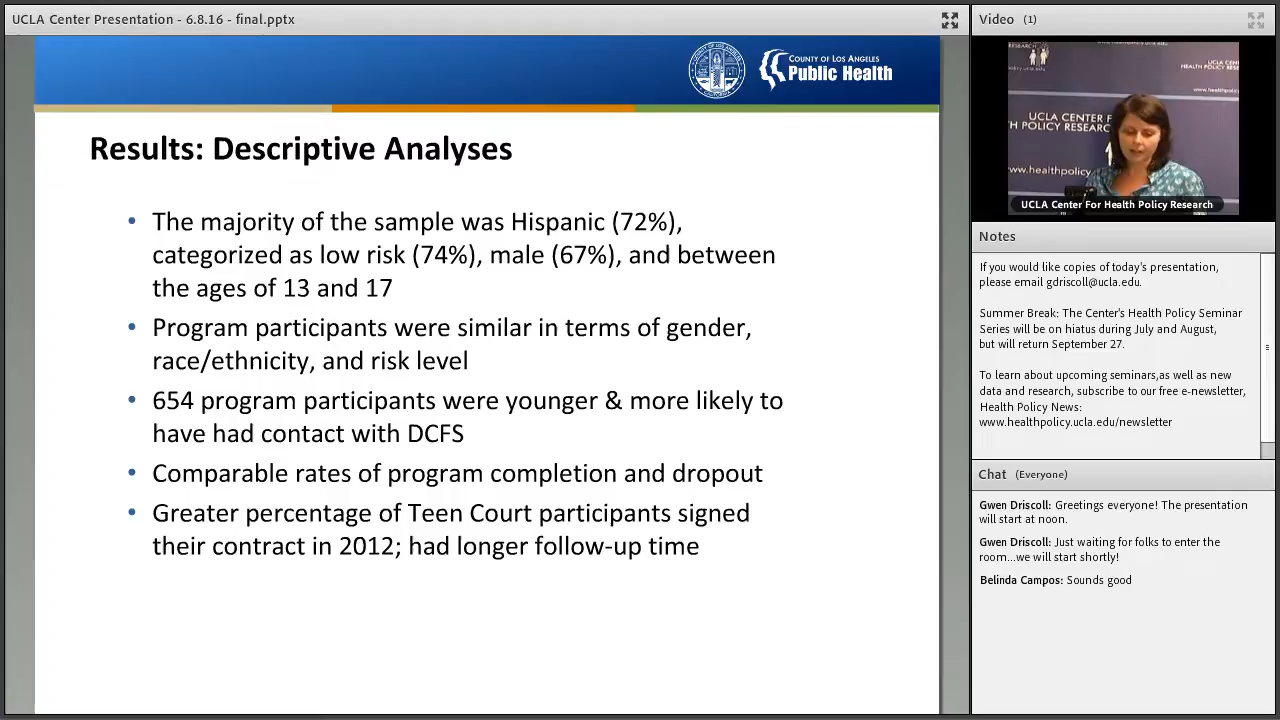 UCLA Center Presentation - 6.8.16 - final.pptx
COUNTY OF LOS ANGELES
Public Health
Results: Descriptive Analyses
• The majority of the sample was Hispanic (72%),
categorized as low risk (74%), male (67%), and between
the ages of 13 and 17
• Program participants were similar in terms of gender,
race/ethnicity, and risk level
• 654 program participants were younger & more likely to
have had contact with DCFS
• Comparable rates of program completion and dropout
• Greater percentage of Teen Court participants signed
their contract in 2012; had longer follow-up time
Video (1)
UCLA CENTER F
H POLICY RESEARC
www.healthpolicy
UCLA Center For Health Policy Research
Notes
If you would like copies of today's presentation,
please email gdriscoll@ucla.edu.
Summer Break: The Center's Health Policy Seminar
Series will be on hiatus during July and August,
but will return September 27.
To learn about upcoming seminars,as well as new
data and research, subscribe to our free e-newsletter,
Health Policy News:
www.healthpolicy.ucla.edu/newsletter
Chat (Everyone)
Gwen Driscoll: Greetings everyone! The presentation
will start at noon.
Gwen Driscoll: Just waiting for folks to enter the
room...we will start shortly!
Belinda Campos: Sounds good